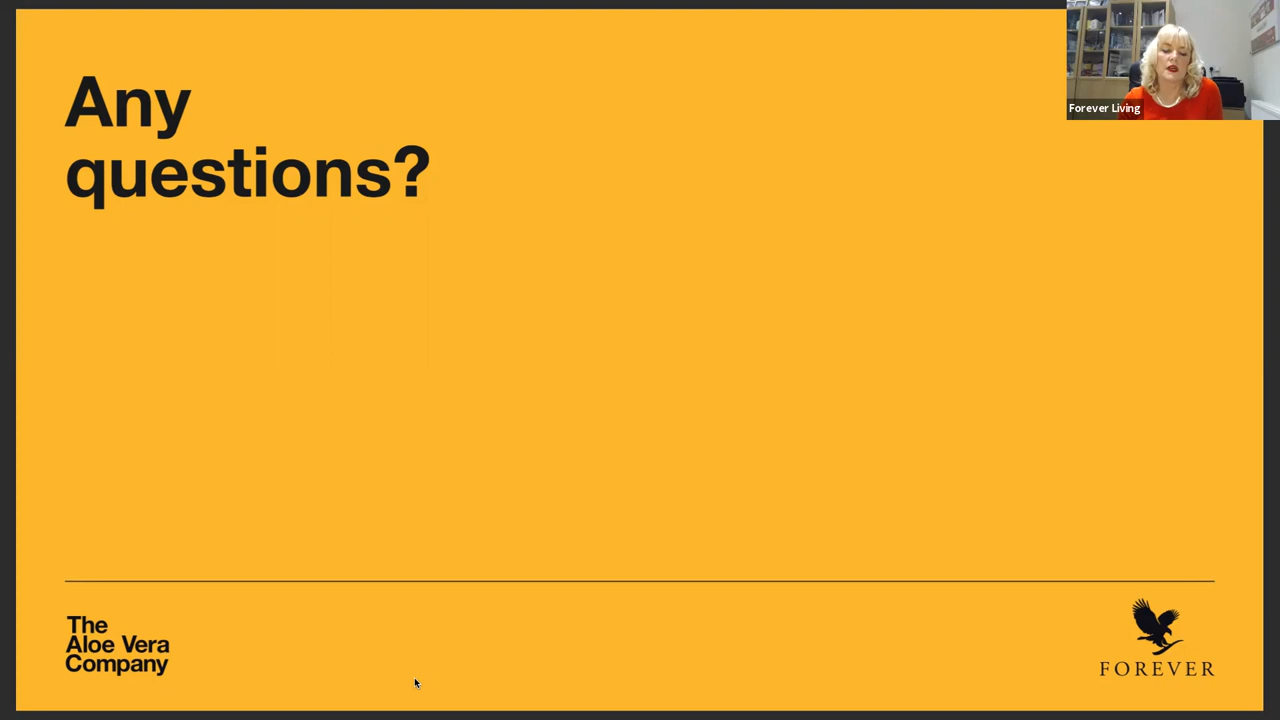 Any
questions?
Forever Living
The
Aloe Vera
Company
FOREVER